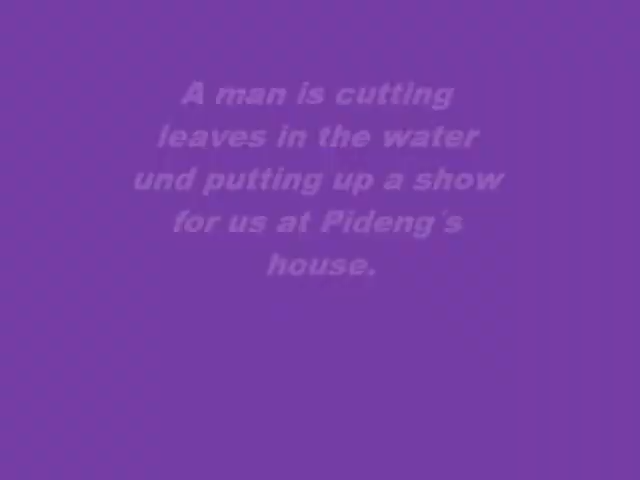 A man is cutting
leaves in the water
und putting up a show
for us at Pideng´s
house.